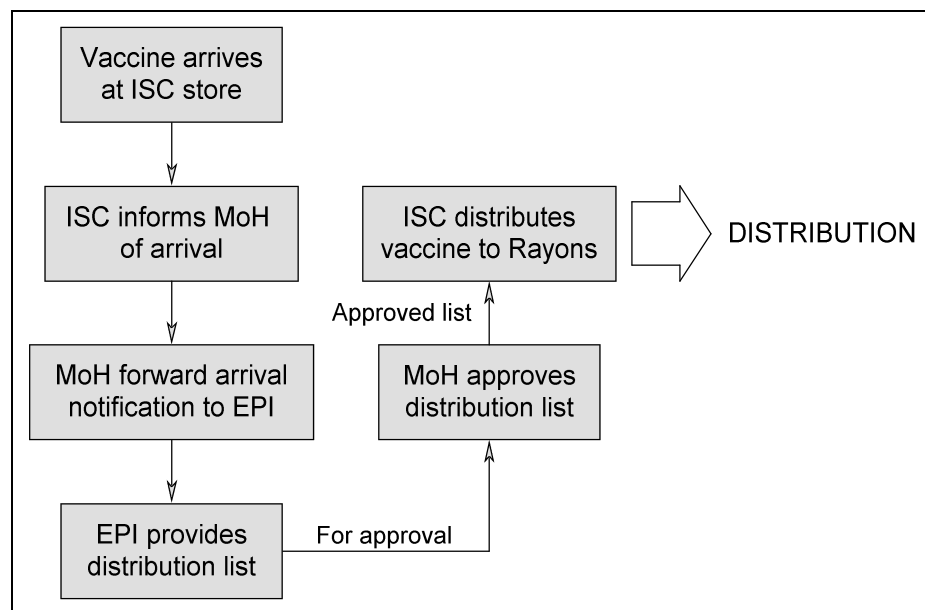 Vaccine arrives
at ISC store
ISC informs MoH
of arrival
MoH forward arrival
notification to EPI
EPI provides
distribution list
For approval
MoH approves
distribution list
Approved list
ISC distributes
vaccine to Rayons
DISTRIBUTION